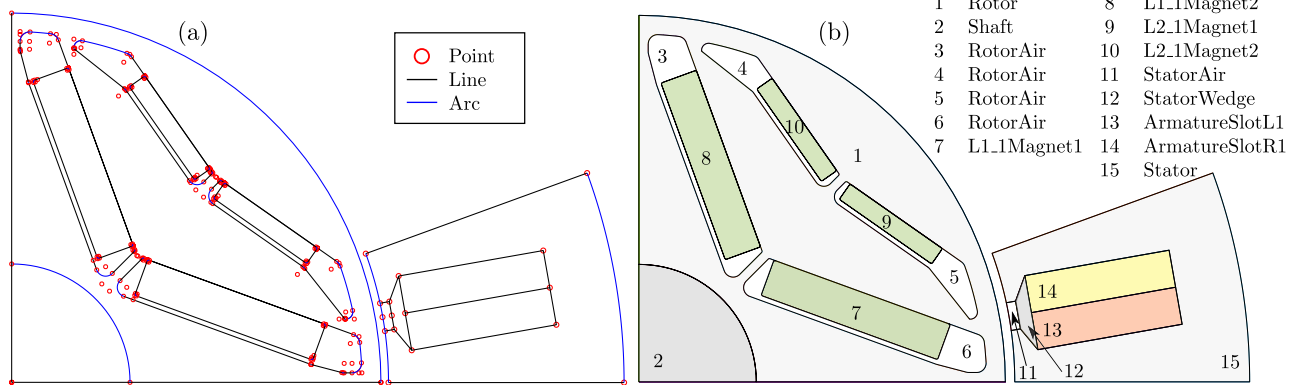 (a)
Point
Line
Arc
(b)
1 Rotor 8 L1_1Magnet2
2 Shaft 9 L2_1Magnet1
3 RotorAir 10 L2_1Magnet2
4 RotorAir 11 StatorAir
5 RotorAir 12 StatorWedge
6 RotorAir 13 ArmatureSlotL1
7 L1_1Magnet1 14 ArmatureSlotR1
15 Stator
3
4
10
1
8
9
5
14
7
13
6
2
11
12
15